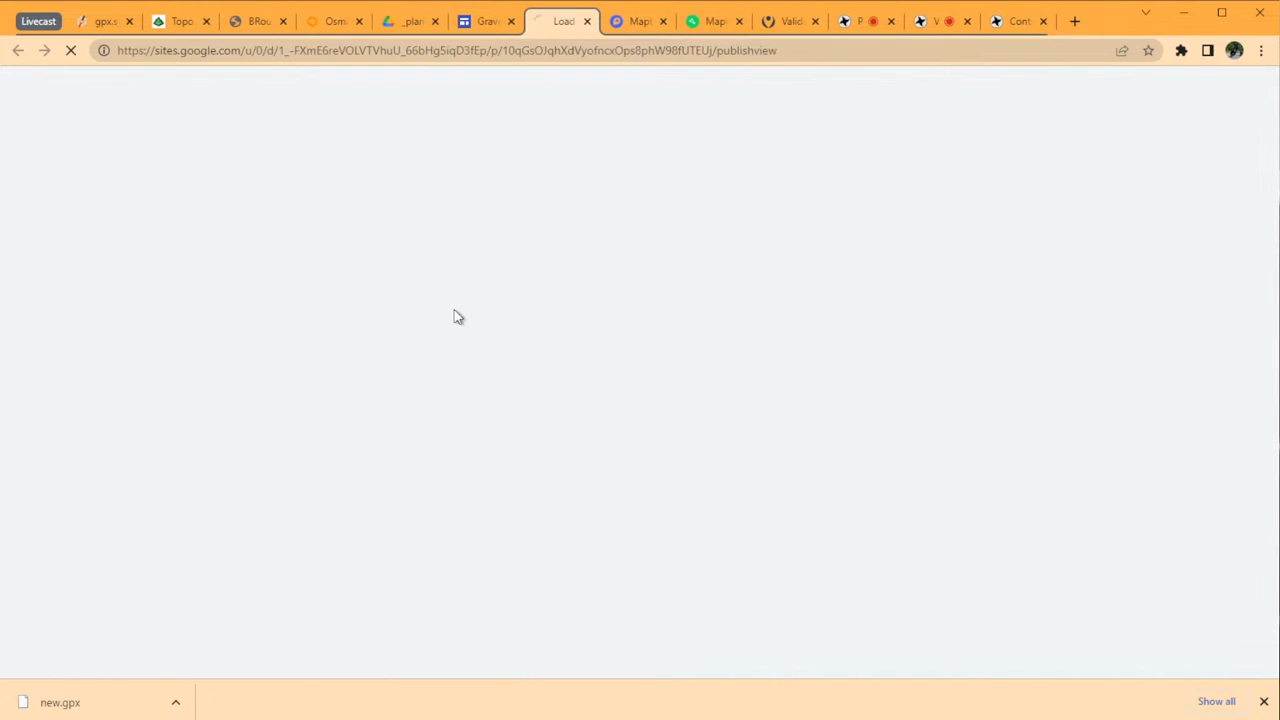 Livecast
gpx.s
Topo
BRou
Osm
_plan
Grav
Load
Map
Map
Valid
P
V
Cont
https://sites.google.com/u/0/d/1_-FXmE6reVOLVTVhuU_66bHg5iqD3fEp/p/10qGsOJqhXdVyofncxOps8phW98fUTEUj/publishview
new.gpx
Show all